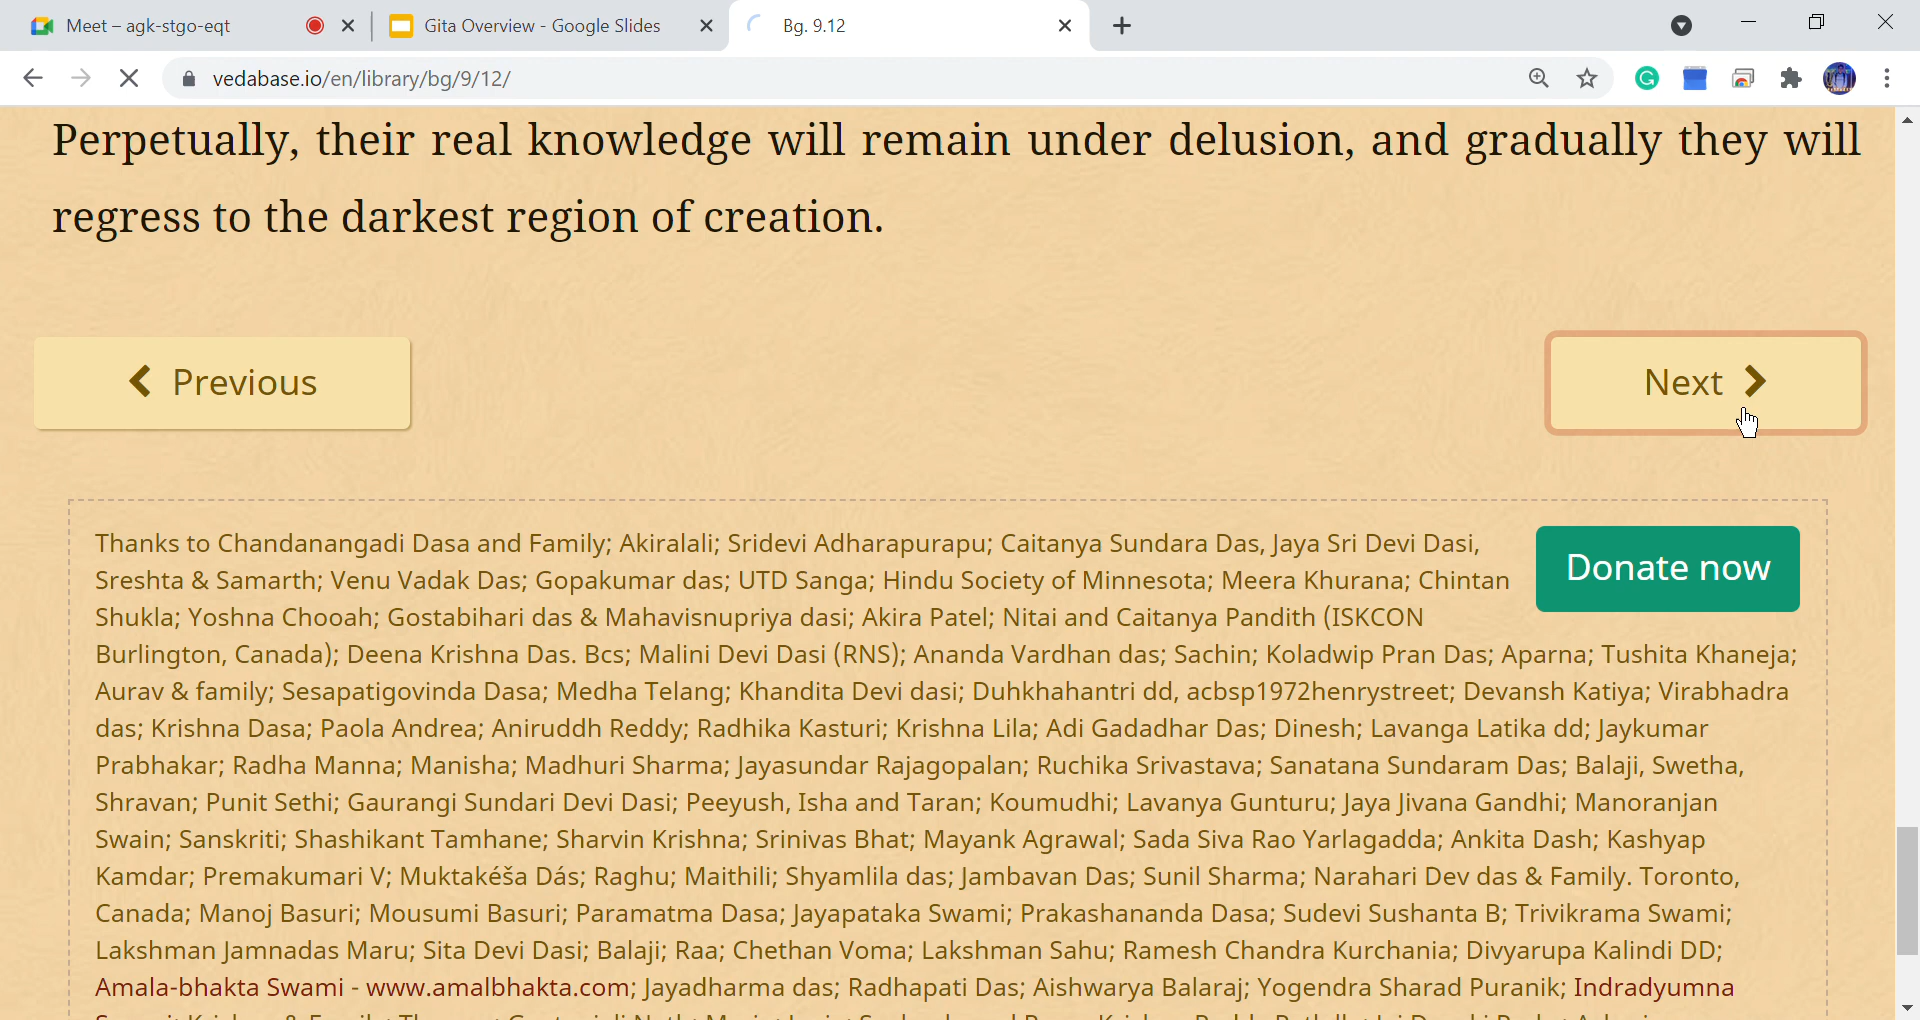 Meet – agk-stgo-eqt
Gita Overview - Google Slides
Bg. 9.12
vedabase.io/en/library/bg/9/12/
Perpetually, their real knowledge will remain under delusion, and gradually they will
regress to the darkest region of creation.
Previous
Next
Thanks to Chandanangadi Dasa and Family; Akiralali; Sridevi Adharapurapu; Caitanya Sundara Das, Jaya Sri Devi Dasi,
Donate now
Sreshta & Samarth; Venu Vadak Das; Gopakumar das; UTD Sanga; Hindu Society of Minnesota; Meera Khurana; Chintan
Shukla; Yoshna Chooah; Gostabihari das & Mahavisnupriya dasi; Akira Patel; Nitai and Caitanya Pandith (ISKCON
Burlington, Canada); Deena Krishna Das. Bcs; Malini Devi Dasi (RNS); Ananda Vardhan das; Sachin; Koladwip Pran Das; Aparna; Tushita Khaneja;
Aurav & family; Sesapatigovinda Dasa; Medha Telang; Khandita Devi dasi; Duhkhahantri dd, acbsp1972henrystreet; Devansh Katiya; Virabhadra
das; Krishna Dasa; Paola Andrea; Aniruddh Reddy; Radhika Kasturi; Krishna Lila; Adi Gadadhar Das; Dinesh; Lavanga Latika dd; Jaykumar
Prabhakar; Radha Manna; Manisha; Madhuri Sharma; Jayasundar Rajagopalan; Ruchika Srivastava; Sanatana Sundaram Das; Balaji, Swetha,
Shravan; Punit Sethi; Gaurangi Sundari Devi Dasi; Peeyush, Isha and Taran; Koumudhi; Lavanya Gunturu; Jaya Jivana Gandhi; Manoranjan
Swain; Sanskriti; Shashikant Tamhane; Sharvin Krishna; Srinivas Bhat; Mayank Agrawal; Sada Siva Rao Yarlagadda; Ankita Dash; Kashyap
Kamdar; Premakumari V; Muktakéša Dás; Raghu; Maithili; Shyamlila das; Jambavan Das; Sunil Sharma; Narahari Dev das & Family. Toronto,
Canada; Manoj Basuri; Mousumi Basuri; Paramatma Dasa; Jayapataka Swami; Prakashananda Dasa; Sudevi Sushanta B; Trivikrama Swami;
Lakshman Jamnadas Maru; Sita Devi Dasi; Balaji; Raa; Chethan Voma; Lakshman Sahu; Ramesh Chandra Kurchania; Divyarupa Kalindi DD;
Amala-bhakta Swami - www.amalbhakta.com; Jayadharma das; Radhapati Das; Aishwarya Balaraj; Yogendra Sharad Puranik; Indradyumna